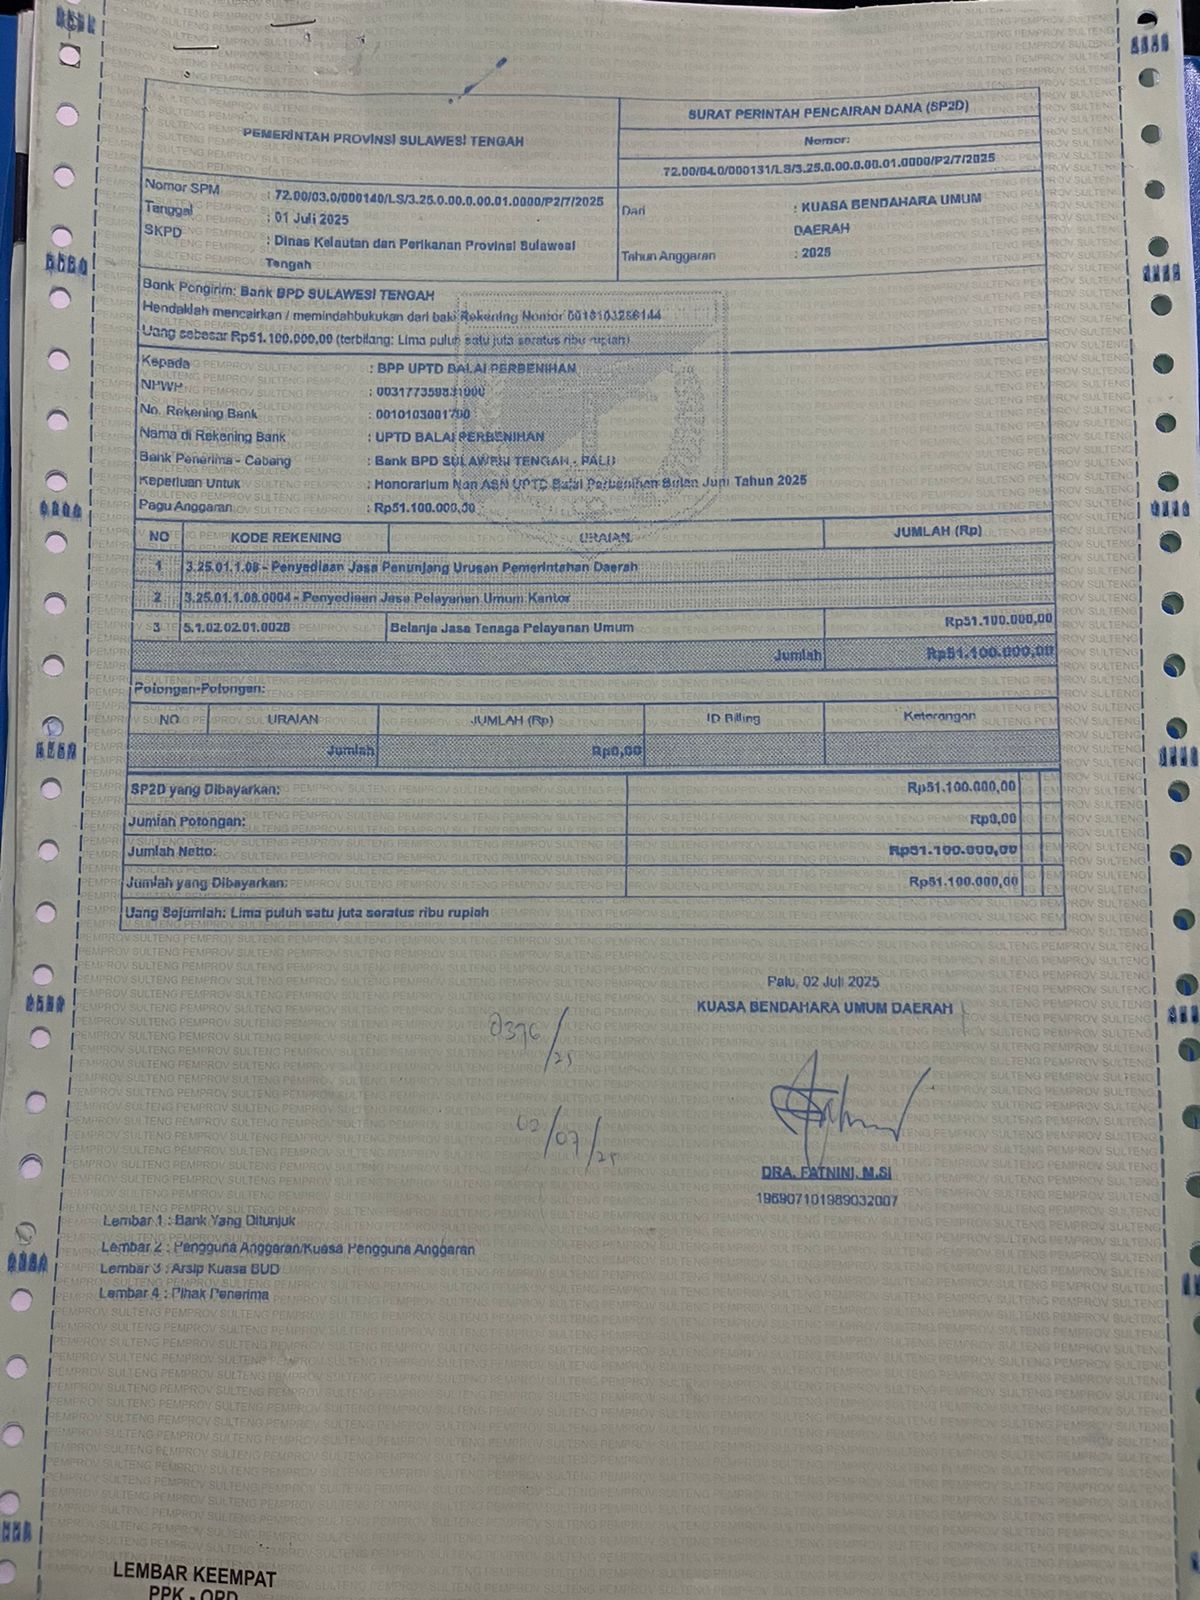 PEMERINTAH PROVINSI SULAWESI TENGAH
SURAT PERINTAH PENCAIRAN DANA (SP2D)
Nomor:
72.00/04.0/000131/LS/3.25.0.00.0.00.01.0000/P2/7/2025
Nomor SPM : 72.00/03.0/000140/LS/3.25.0.00.0.00.01.0000/P2/7/2025
Tanggal : 01 Juli 2025
SKPD : Dinas Kelautan dan Perikanan Provinsi Sulawesi
Tengah
Dari : KUASA BENDAHARA UMUM
DAERAH
Tahun Anggaran : 2025
Bank Pengirim: Bank BPD SULAWESI TENGAH
Hendaklah mencairkan / memindahbukukan dari baki Rekening Nomor
Uang sebesar Rp51.100.000,00 (terbilang: Lima puluh satu juta seratus ribu rupiah)
Kepada : BPP UPTD BALAI PERBENIHAN
NPWP :
No. Rekening Bank :
Nama di Rekening Bank : UPTD BALAI PERBENIHAN
Bank Penerima - Cabang : Bank BPD SULAWESI TENGAH - PALU
Keperluan Untuk : Honorarium Non ASN UPTD Balai Perbenihan Bulan Juni Tahun 2025
Pagu Anggaran : Rp51.100.000,00
NO KODE REKENING URAIAN JUMLAH (Rp)
1 3.25.01.1.08 - Penyediaan Jasa Penunjang Urusan Pemerintahan Daerah
2 3.25.01.1.08.0004 - Penyediaan Jasa Pelayanan Umum Kantor
3 5.1.02.02.01.0028 Belanja Jasa Tenaga Pelayanan Umum Rp51.100.000,00
Jumlah Rp51.100.000,00
Potongan-Potongan:
NO URAIAN JUMLAH (Rp) ID Billing Keterangan
Jumlah Rp0,00
SP2D yang Dibayarkan: Rp51.100.000,00
Jumlah Potongan: Rp0,00
Jumlah Netto: Rp51.100.000,00
Jumlah yang Dibayarkan: Rp51.100.000,00
Uang Sejumlah: Lima puluh satu juta seratus ribu rupiah
Palu, 02 Juli 2025
KUASA BENDAHARA UMUM DAERAH
02/07/25
DRA. FATNINI, M.Si
196907101989032007
Lembar 1 : Bank Yang Ditunjuk
Lembar 2 : Pengguna Anggaran/Kuasa Pengguna Anggaran
Lembar 3 : Arsip Kuasa BUD
Lembar 4 : Pihak Penerima
LEMBAR KEEMPAT
PPK - OPD